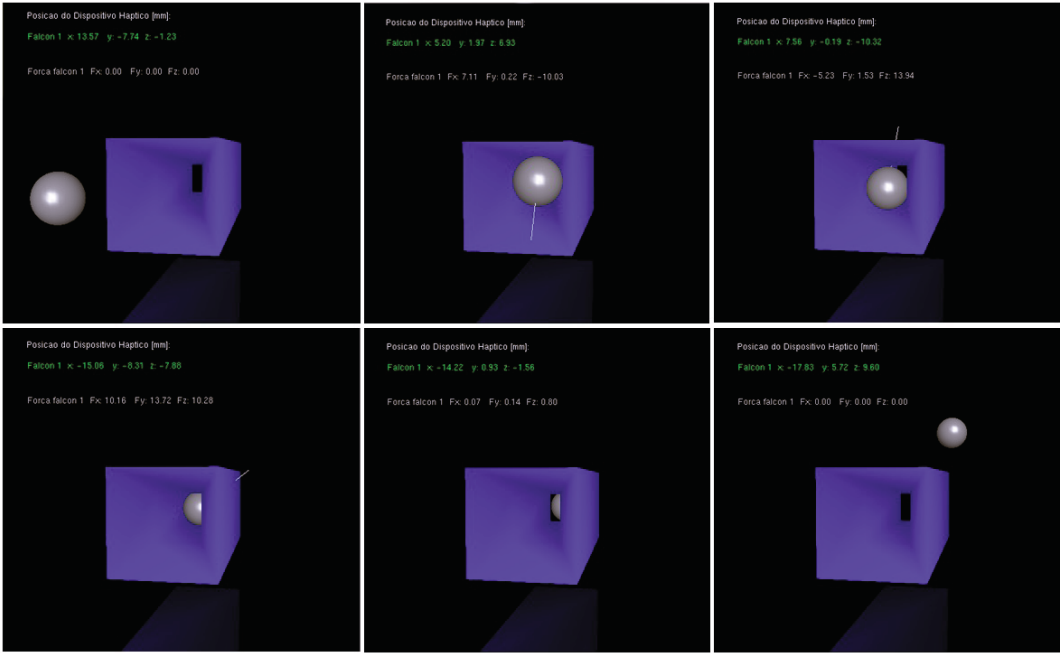 Posicao do Dispositivo Haptico [mm]:
Falcon 1 x: 13.57 y: -7.74 z: -1.23
Forca falcon 1 Fx: 0.00 Fy: 0.00 Fz: 0.00
Posicao do Dispositivo Haptico [mm]:
Falcon 1 x: 5.20 y: 1.97 z: 6.93
Forca falcon 1 Fx: 7.11 Fy: 0.22 Fz: -10.03
Posicao do Dispositivo Haptico [mm]:
Falcon 1 x: 7.56 y: -0.19 z: -10.32
Forca falcon 1 Fx: -5.23 Fy: 1.53 Fz: 13.94
Posicao do Dispositivo Haptico [mm]:
Falcon 1 x: -15.06 y: -8.31 z: -7.88
Forca falcon 1 Fx: 10.16 Fy: 13.72 Fz: 10.28
Posicao do Dispositivo Haptico [mm]:
Falcon 1 x: -14.22 y: 0.93 z: -1.56
Forca falcon 1 Fx: 0.07 Fy: 0.14 Fz: 0.80
Posicao do Dispositivo Haptico [mm]:
Falcon 1 x: -17.83 y: 5.72 z: 9.60
Forca falcon 1 Fx: 0.00 Fy: 0.00 Fz: 0.00